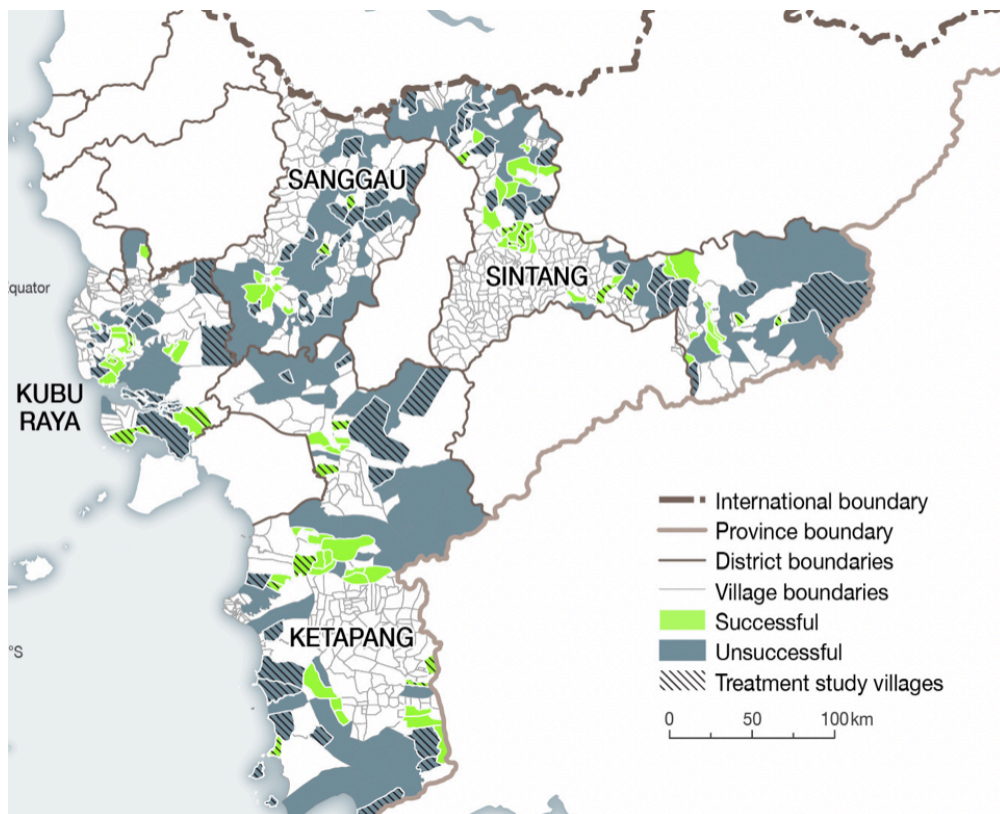 SANGGAU
SINTANG
quator
KUBU
RAYA
International boundary
Province boundary
District boundaries
Village boundaries
KETAPANG
Successful
°S
Unsuccessful
Treatment study villages
0 50 100km